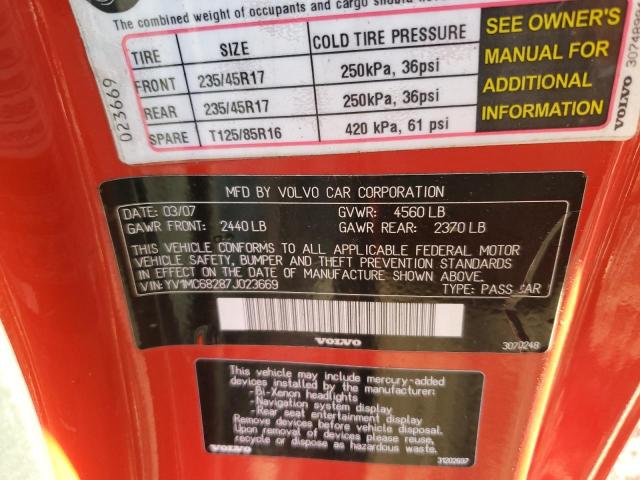 The combined weight of occupants and cargo should never
TIRE SIZE COLD TIRE PRESSURE
FRONT 235/45R17 250kPa, 36psi
REAR 235/45R17 250kPa, 36psi
SPARE T125/85R16 420 kPa, 61 psi
SEE OWNER'S
MANUAL FOR
ADDITIONAL
INFORMATION
023669
VOLVO
MFD BY VOLVO CAR CORPORATION
DATE: 03/07 GVWR: 4560 LB
GAWR FRONT: 2440 LB GAWR REAR: 2370 LB
THIS VEHICLE CONFORMS TO ALL APPLICABLE FEDERAL MOTOR
VEHICLE SAFETY, BUMPER AND THEFT PREVENTION STANDARDS
IN EFFECT ON THE DATE OF MANUFACTURE SHOWN ABOVE.
VIN: YV1MC68287J023669 TYPE: PASS CAR
VOLVO
This vehicle may include mercury-added
devices installed by the manufacturer:
- Bi-Xenon headlights
- Navigation system display
- Rear seat entertainment display
Remove devices before vehicle disposal.
Upon removal of devices please reuse,
recycle or dispose as hazardous waste.
VOLVO 31202697